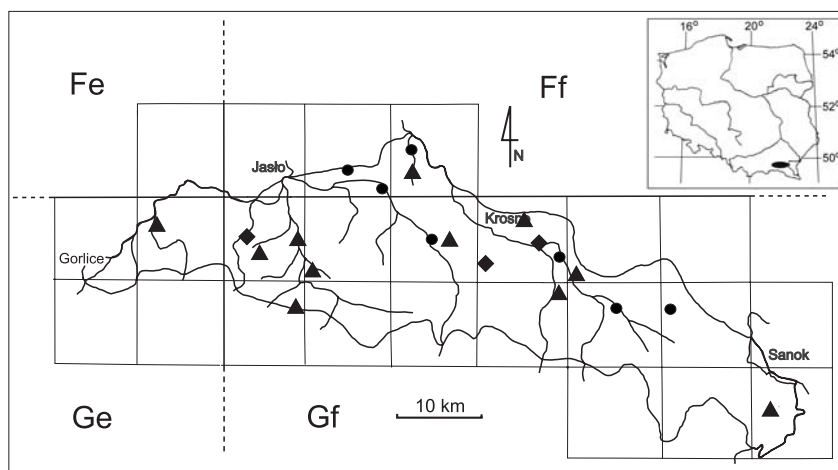 Fe
Ff
16° 20° 24°
54°
52°
50°
N
Jasło
Krosno
Gorlice
Sanok
Ge
Gf
10 km